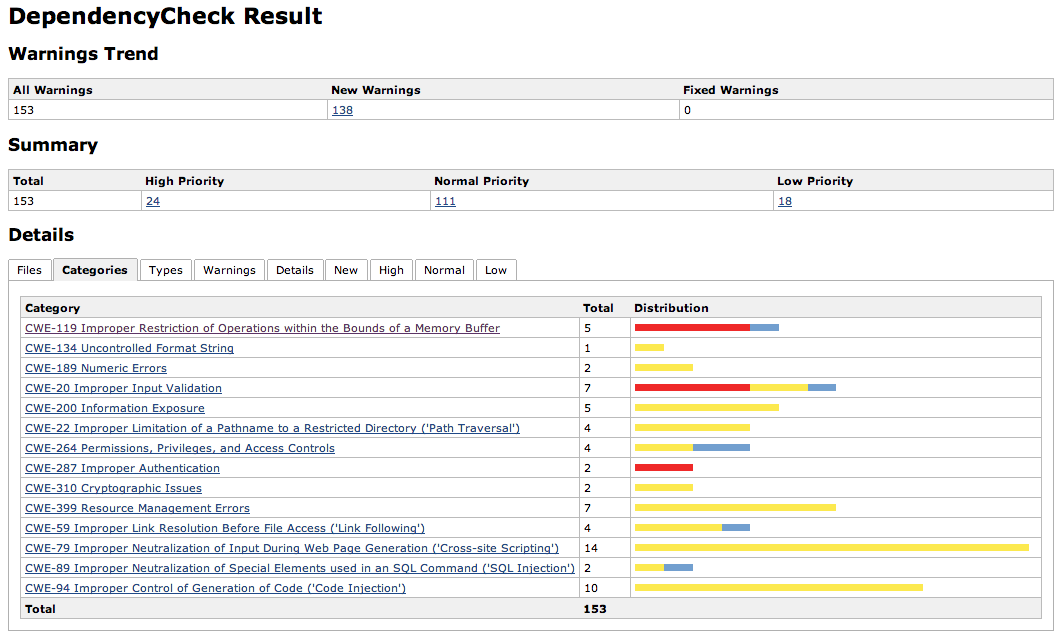 DependencyCheck Result
Warnings Trend
All Warnings New Warnings Fixed Warnings
153 138 0
Summary
Total High Priority Normal Priority Low Priority
153 24 111 18
Details
Files Categories Types Warnings Details New High Normal Low
Category Total Distribution
CWE-119 Improper Restriction of Operations within the Bounds of a Memory Buffer 5
CWE-134 Uncontrolled Format String 1
CWE-189 Numeric Errors 2
CWE-20 Improper Input Validation 7
CWE-200 Information Exposure 5
CWE-22 Improper Limitation of a Pathname to a Restricted Directory ('Path Traversal') 4
CWE-264 Permissions, Privileges, and Access Controls 4
CWE-287 Improper Authentication 2
CWE-310 Cryptographic Issues 2
CWE-399 Resource Management Errors 7
CWE-59 Improper Link Resolution Before File Access ('Link Following') 4
CWE-79 Improper Neutralization of Input During Web Page Generation ('Cross-site Scripting') 14
CWE-89 Improper Neutralization of Special Elements used in an SQL Command ('SQL Injection') 2
CWE-94 Improper Control of Generation of Code ('Code Injection') 10
Total 153